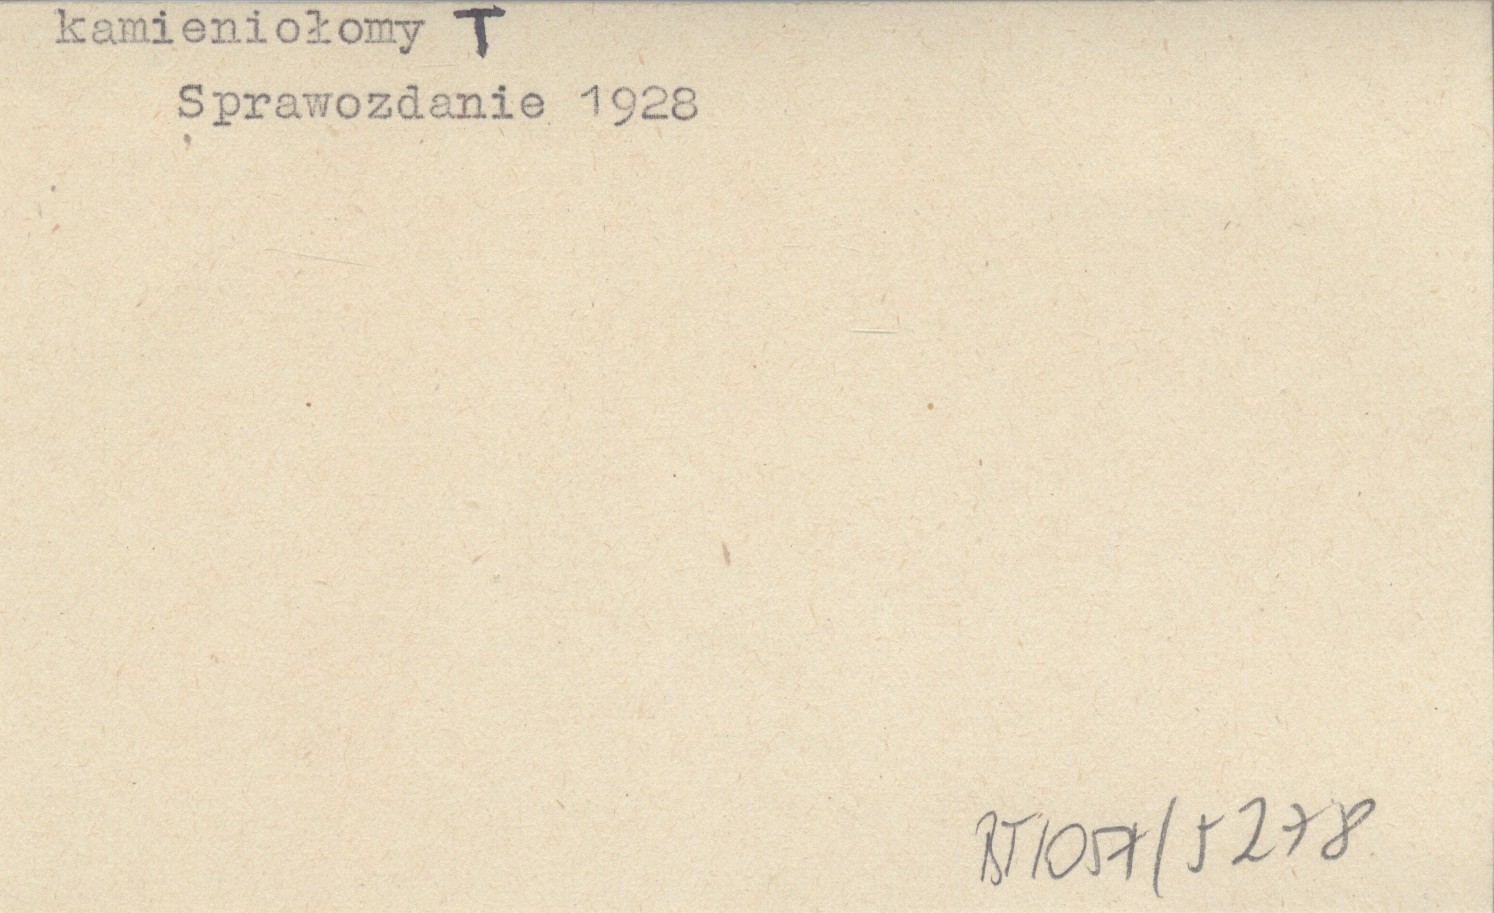 kamieniołomy T
Sprawozdanie 1928
BT1057/5278